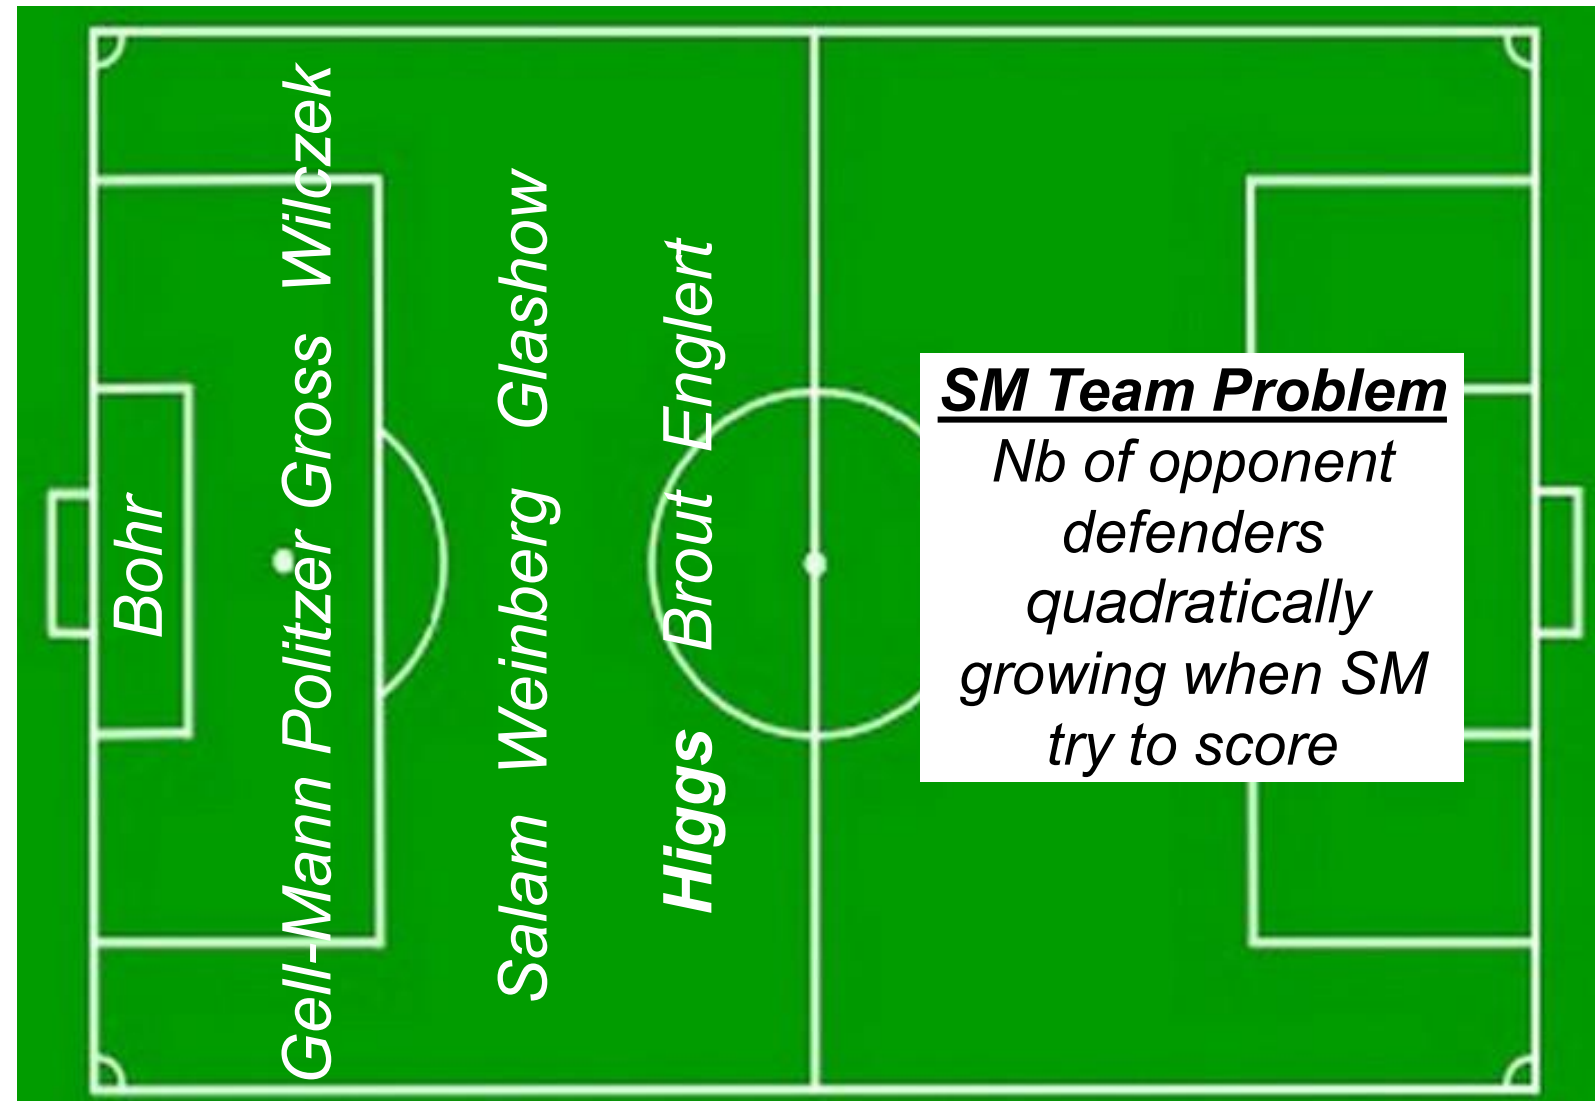 Bohr
Gell-Mann Politzer Gross Wilczek
Salam Weinberg Glashow
Higgs Brout Englert
SM Team Problem
Nb of opponent
defenders
quadratically
growing when SM
try to score